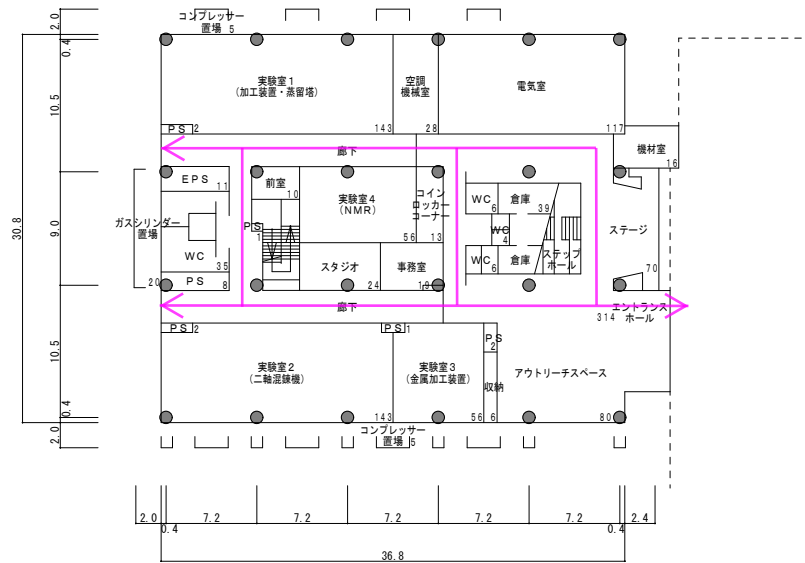 コンプレッサー
置場 5
2.0
0.4
10.5
9.0
30.8
10.5
0.4
2.0
実験室1
(加工装置・蒸留塔)
143
空調
機械室
28
電気室
117
PS 2
廊下
機材室
16
EPS
11
前室
10
実験室4
(NMR)
56
コイン
ロッカー
コーナー
13
WC
6
倉庫
39
WC
4
WC
6
倉庫
ステップ
ホール
ステージ
70
ガスシリンダー
置場
20
WC
35
PS
8
PS
1
スタジオ
24
事務室
19
廊下
エントランス
ホール
314
PS 2
PS 1
PS
2
実験室2
(二軸混錬機)
143
実験室3
(金属加工装置)
56
収納
6
アウトリーチスペース
80
コンプレッサー
置場 5
2.0
0.4
7.2
7.2
7.2
7.2
7.2
0.4
2.4
36.8